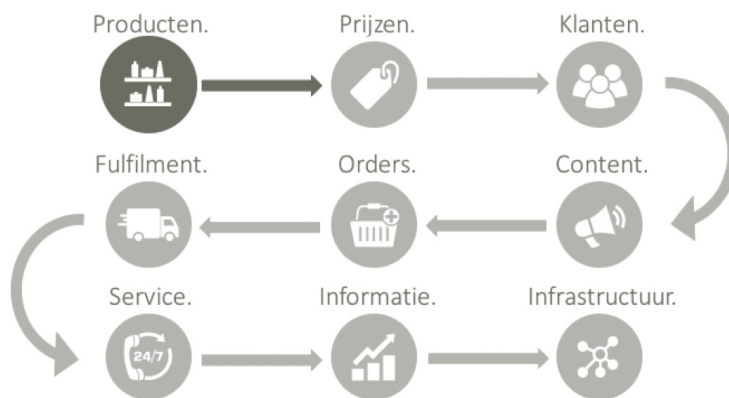 Producten.
Prijzen.
Klanten.
Fulfilment.
Orders.
Content.
Service.
Informatie.
Infrastructuur.
24/7